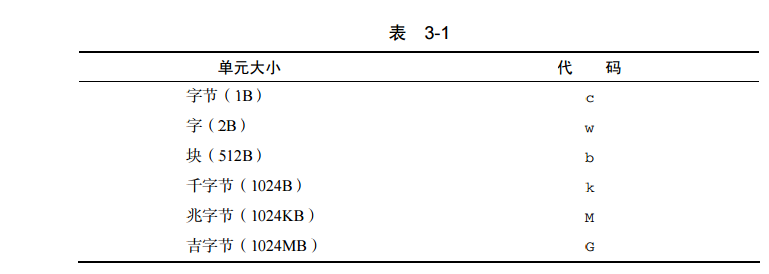 表 3-1
单元大小 代 码
字节（1B） c
字（2B） w
块（512B） b
千字节（1024B） k
兆字节（1024KB） M
吉字节（1024MB） G